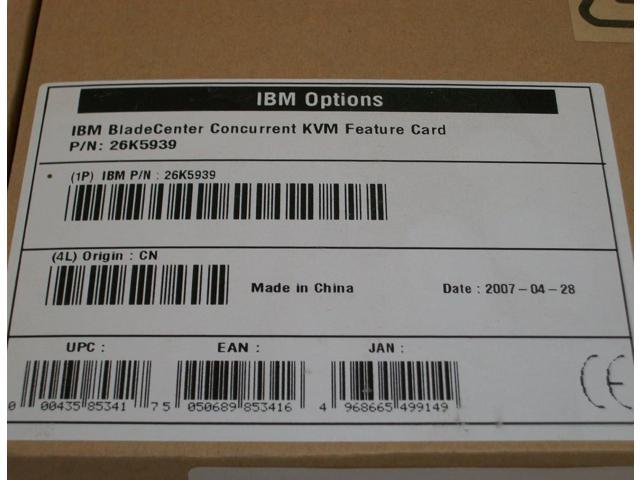 IBM Options
IBM BladeCenter Concurrent KVM Feature Card
P/N: 26K5939
(1P) IBM P/N : 26K5939
(4L) Origin : CN
Made in China
Date : 2007-04-28
UPC : EAN : JAN :
0 00435 85341 7 5 050689 853416 4 968665 499149
CE